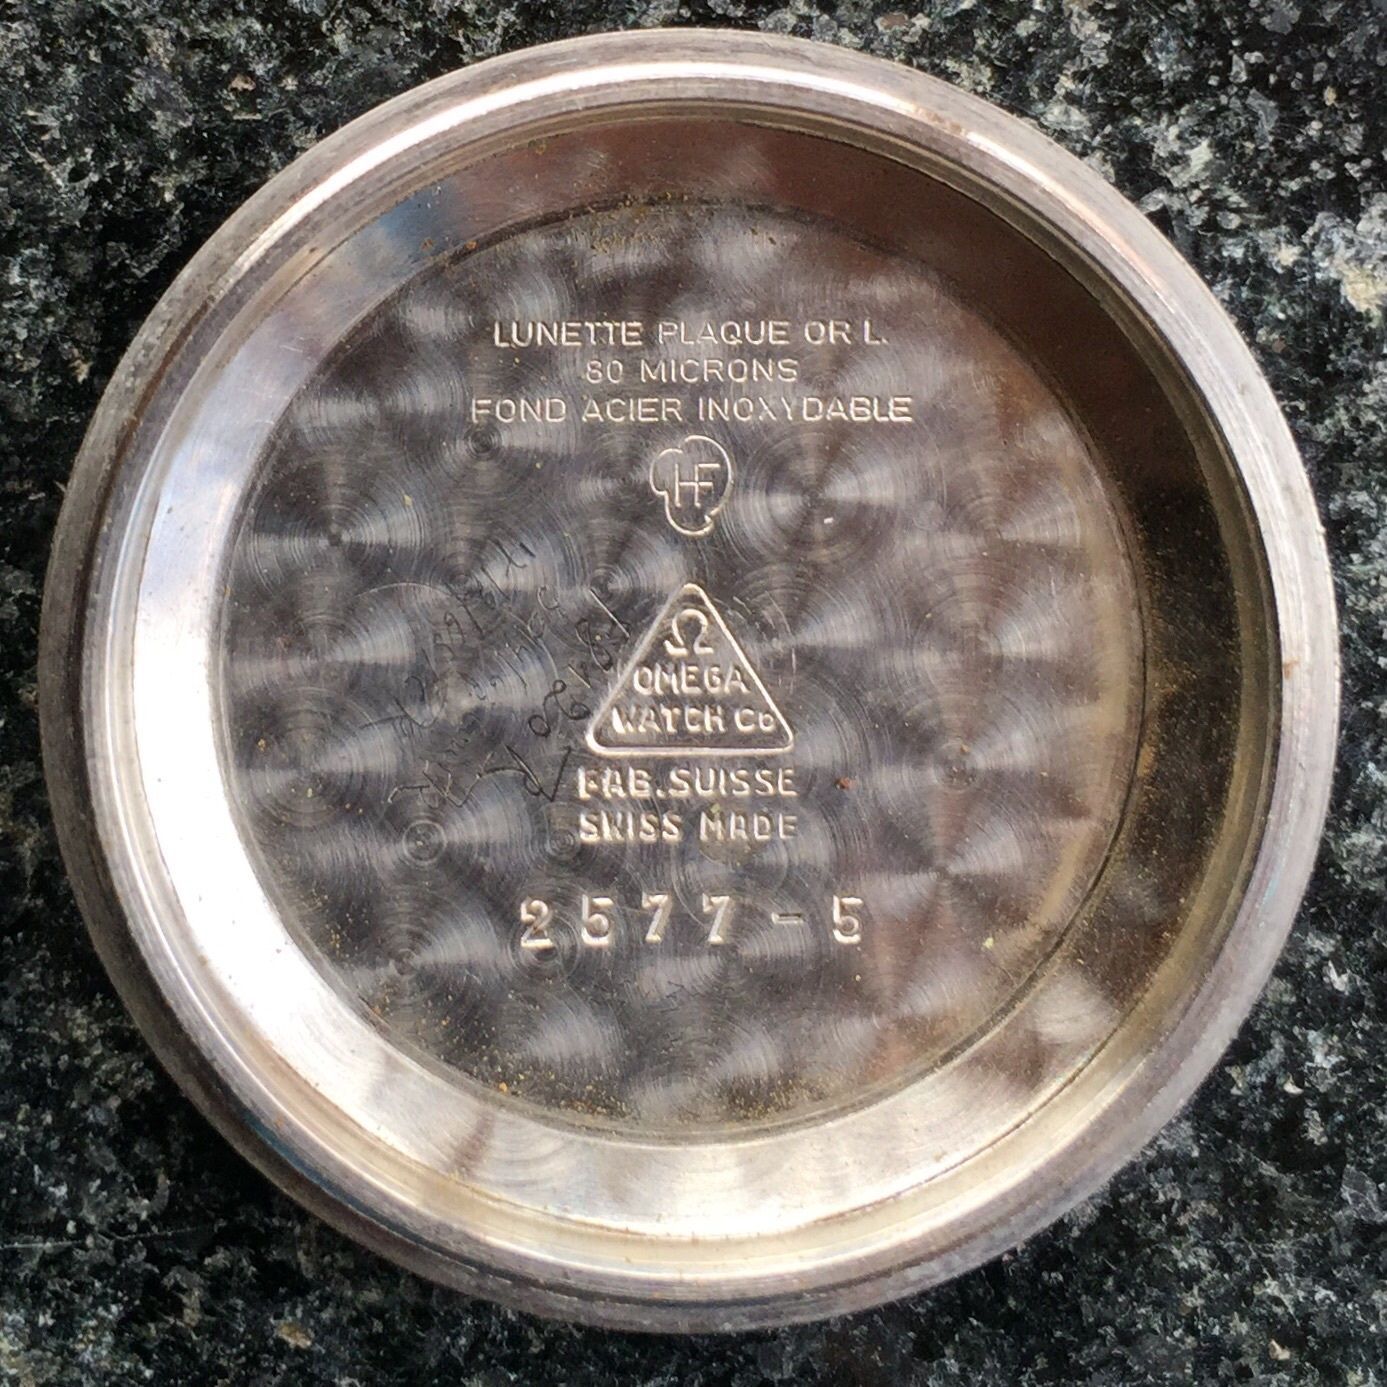 LUNETTE PLAQUE OR L.
80 MICRONS
FOND ACIER INOXYDABLE
HF
Ω
OMEGA
WATCH Co
FAB. SUISSE
SWISS MADE
2577-5